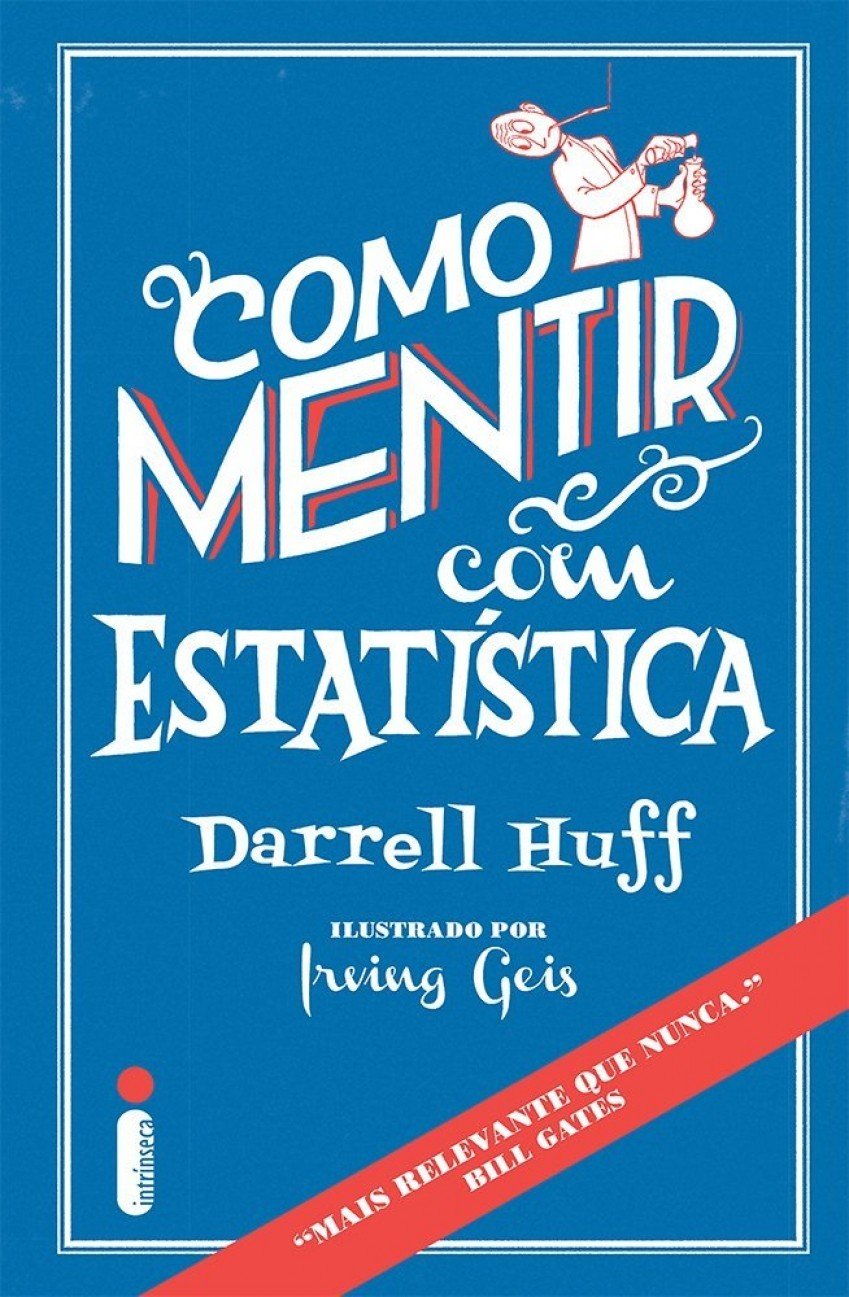 COMO
MENTIR
com
ESTATÍSTICA
Darrell Huff
ILUSTRADO POR
Irving Geis
“MAIS RELEVANTE QUE NUNCA.”
BILL GATES
intrínseca